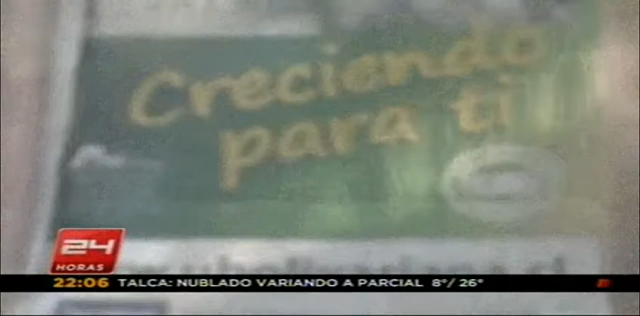 Creciendo
para ti
24
HORAS
22:06 TALCA: NUBLADO VARIANDO A PARCIAL 8°/ 26°